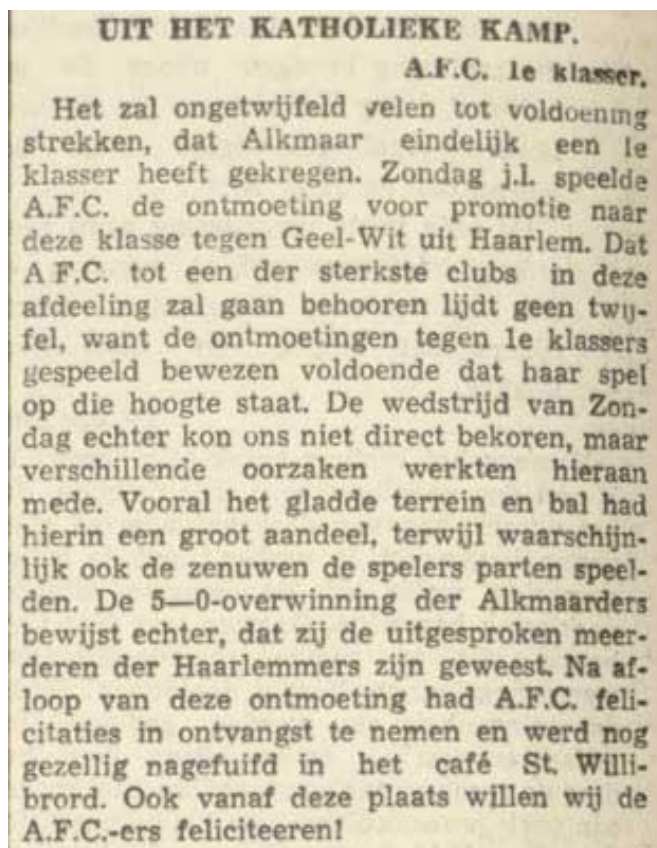 UIT HET KATHOLIEKE KAMP.
A.F.C. 1e klasser.
Het zal ongetwijfeld velen tot voldoening
strekken, dat Alkmaar eindelijk een 1e
klasser heeft gekregen. Zondag j.l. speelde
A.F.C. de ontmoeting voor promotie naar
deze klasse tegen Geel-Wit uit Haarlem. Dat
A F.C. tot een der sterkste clubs in deze
afdeeling zal gaan behooren lijdt geen twij-
fel, want de ontmoetingen tegen 1e klassers
gespeeld bewezen voldoende dat haar spel
op die hoogte staat. De wedstrijd van Zon-
dag echter kon ons niet direct bekoren, maar
verschillende oorzaken werkten hieraan
mede. Vooral het gladde terrein en bal had
hierin een groot aandeel, terwijl waarschijn-
lijk ook de zenuwen de spelers parten speel-
den. De 5—0-overwinning der Alkmaarders
bewijst echter, dat zij de uitgesproken meer-
deren der Haarlemmers zijn geweest. Na af-
loop van deze ontmoeting had A.F.C. feli-
citaties in ontvangst te nemen en werd nog
gezellig nagefuifd in het café St. Willi-
brord. Ook vanaf deze plaats willen wij de
A.F.C.-ers feliciteeren!